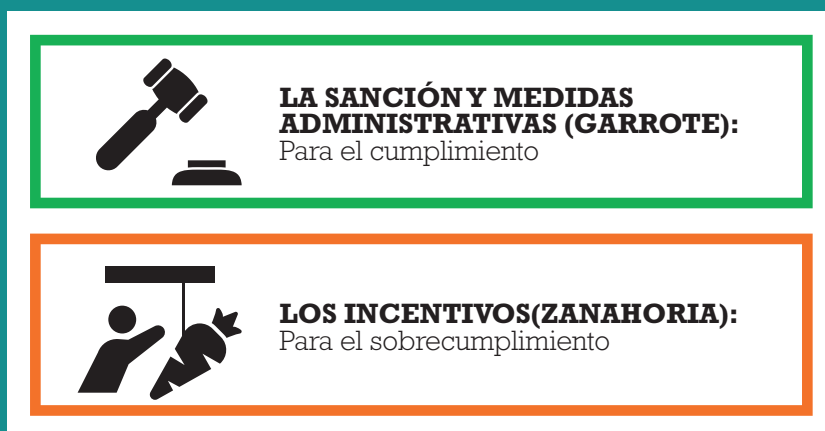 LA SANCIÓN Y MEDIDAS
ADMINISTRATIVAS (GARROTE):
Para el cumplimiento
LOS INCENTIVOS(ZANAHORIA):
Para el sobrecumplimiento